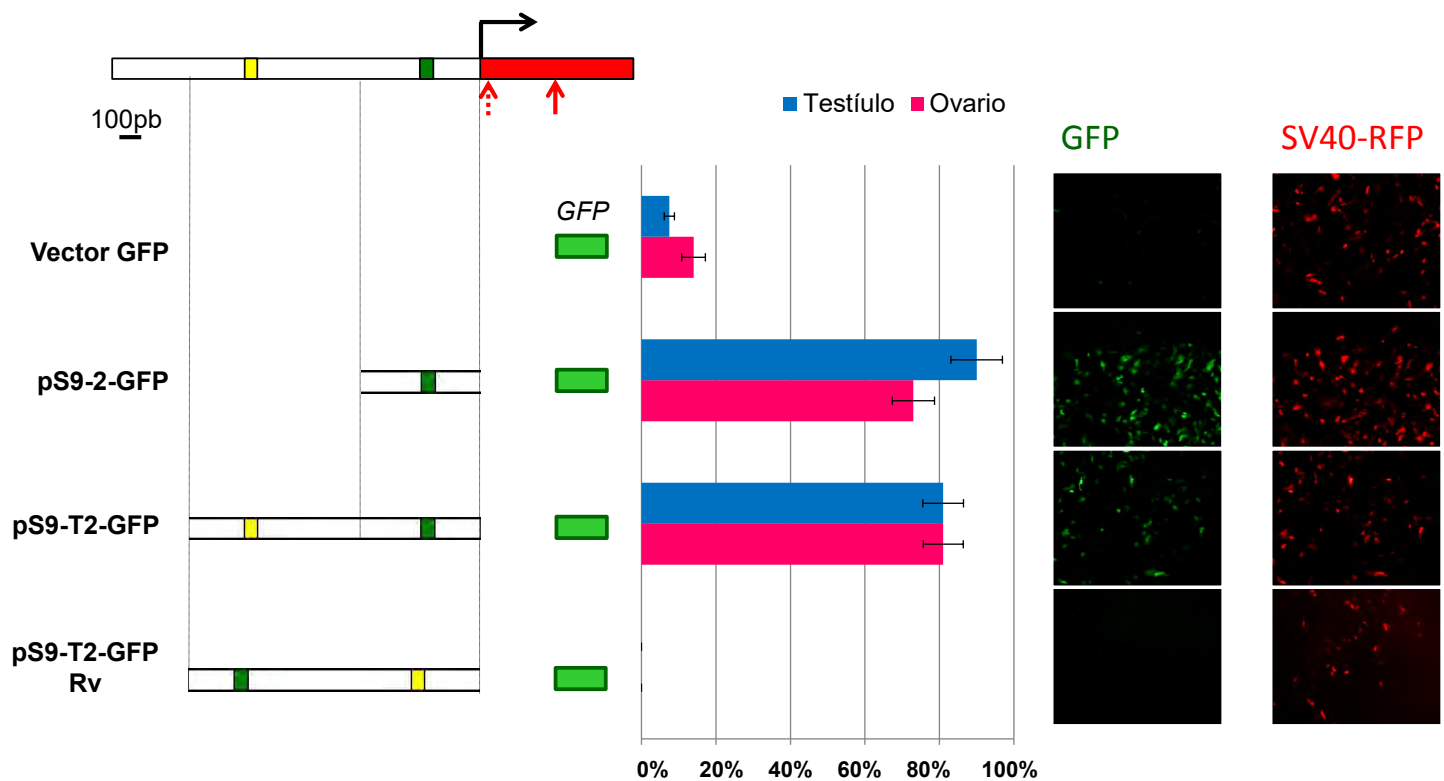 100pb
Testíulo Ovario
GFP SV40-RFP
GFP
Vector GFP
pS9-2-GFP
pS9-T2-GFP
pS9-T2-GFP
Rv
0% 20% 40% 60% 80% 100%